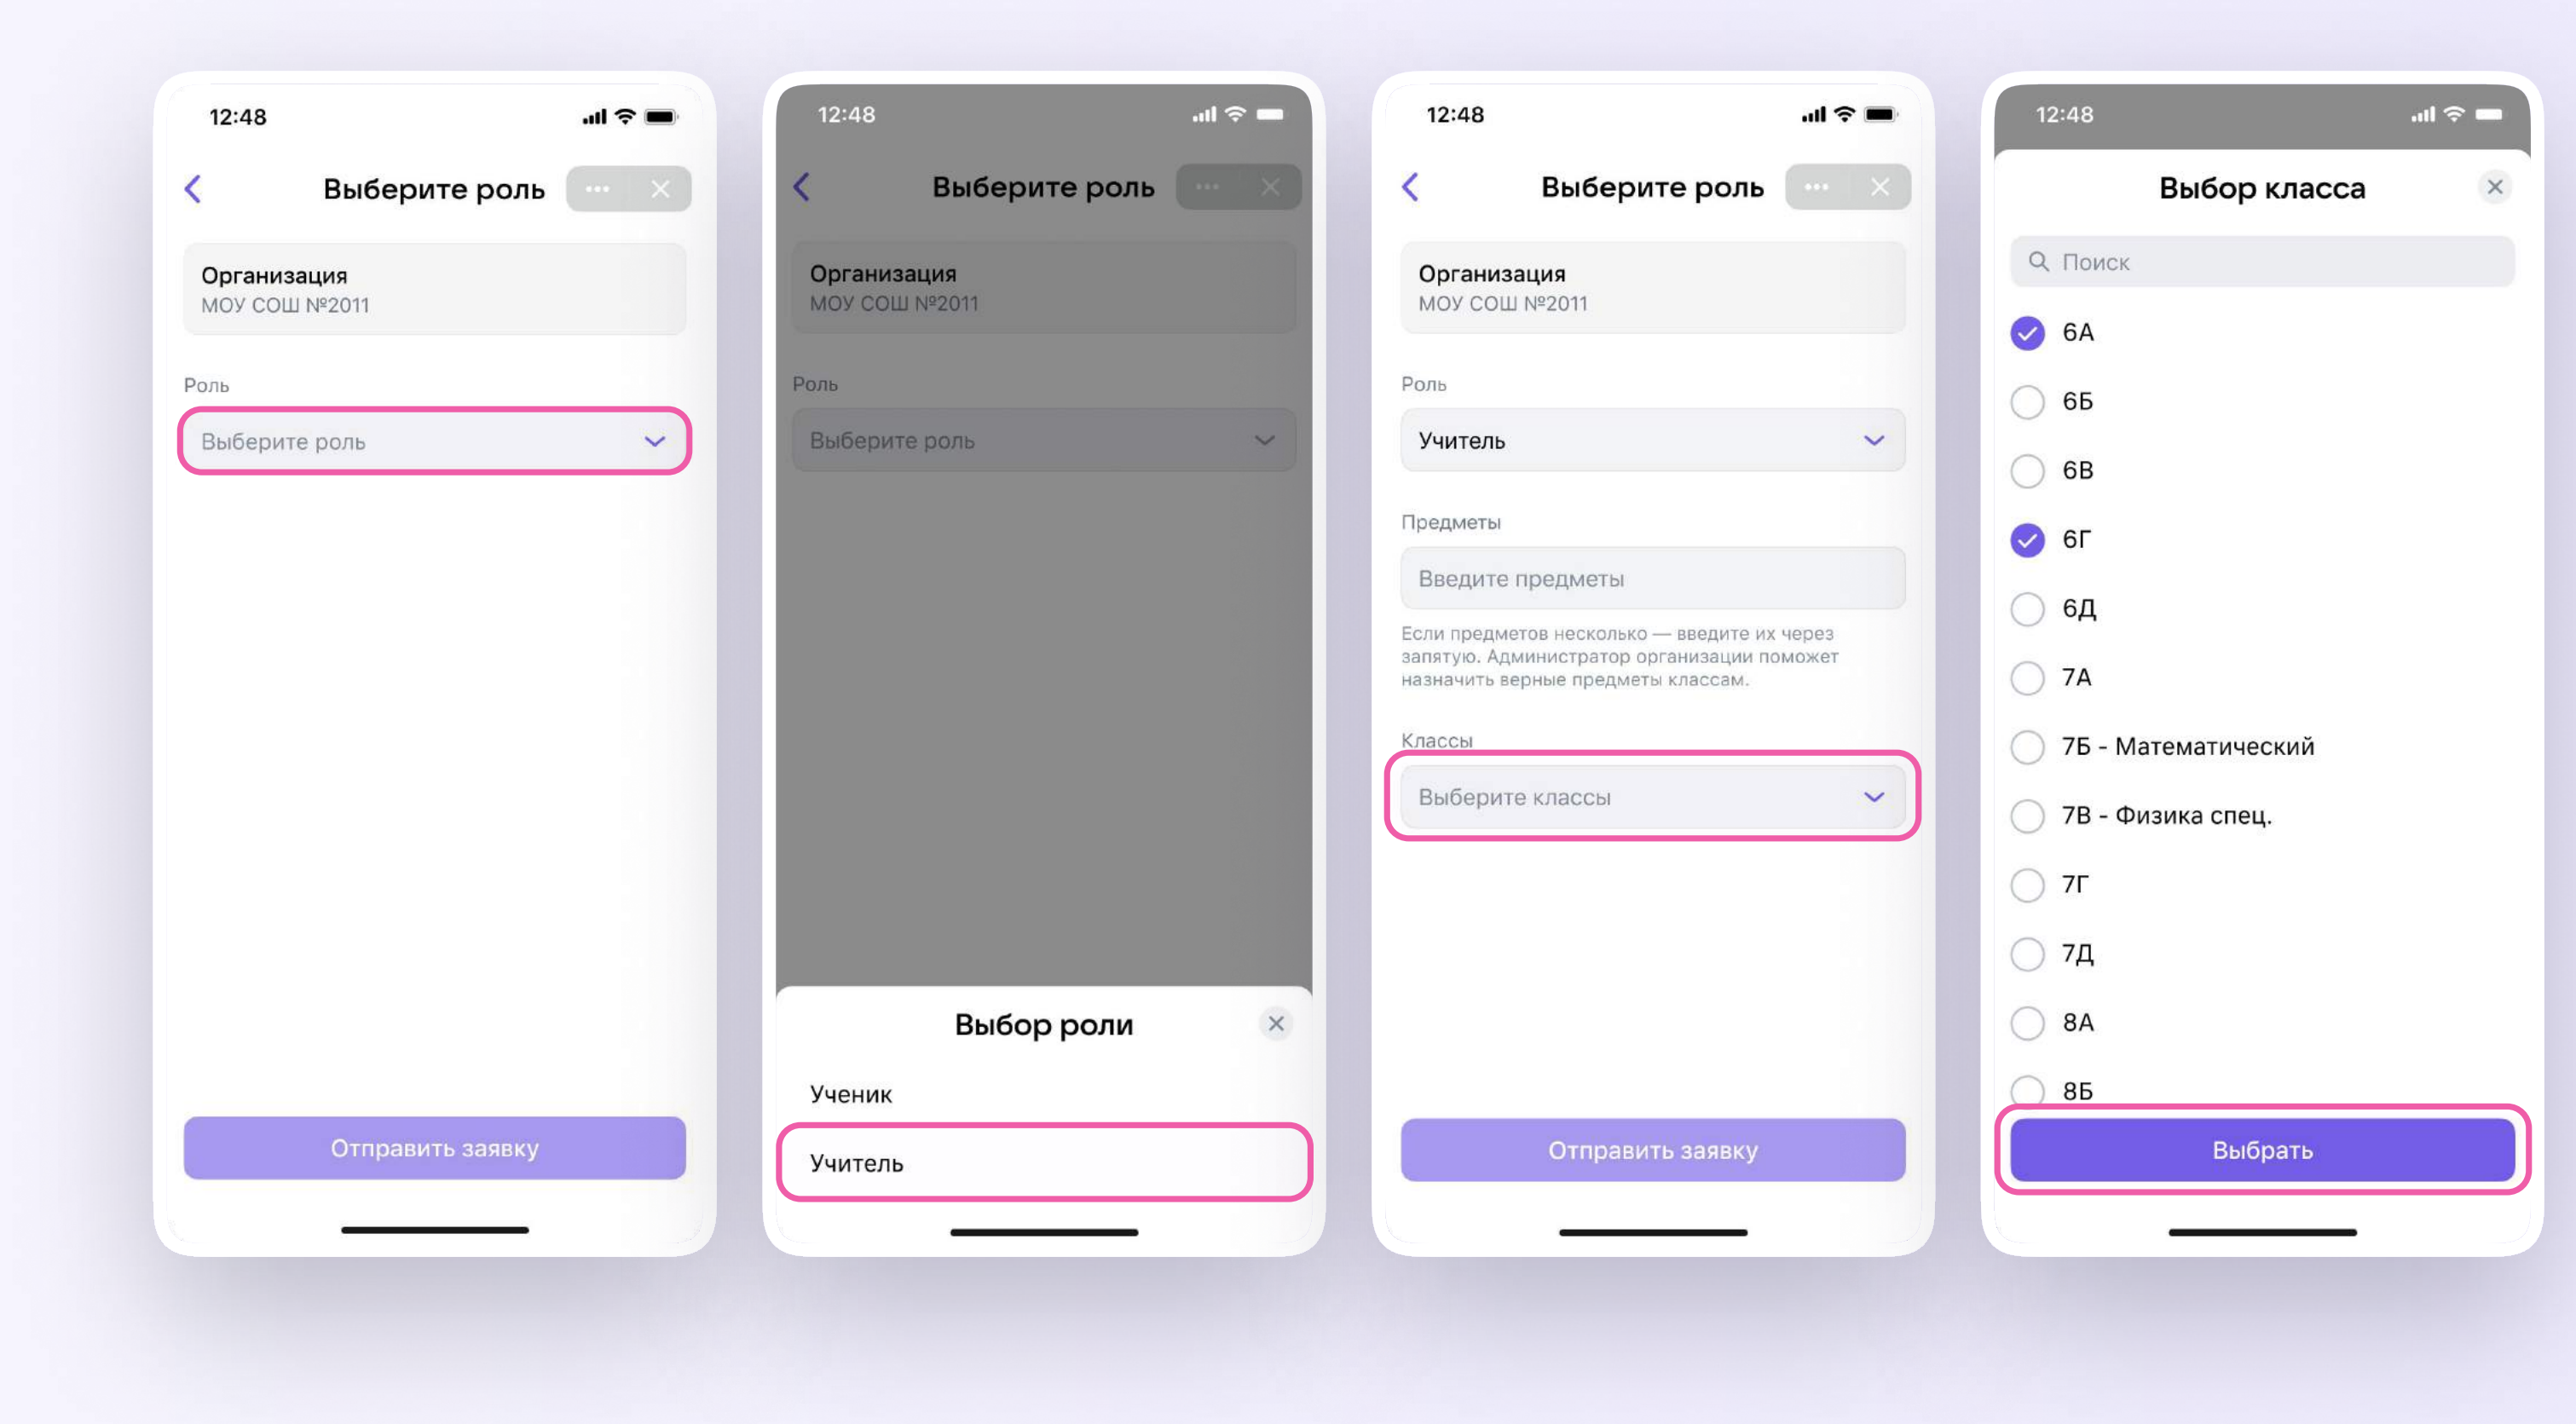 12:48
Выберите роль
Организация
МОУ СОШ №2011
Роль
Выберите роль
Отправить заявку
12:48
Выберите роль
Организация
МОУ СОШ №2011
Роль
Выберите роль
Выбор роли
Ученик
Учитель
12:48
Выберите роль
Организация
МОУ СОШ №2011
Роль
Учитель
Предметы
Введите предметы
Если предметов несколько — введите их через
запятую. Администратор организации поможет
назначить верные предметы классам.
Классы
Выберите классы
Отправить заявку
12:48
Выбор класса
Поиск
6А
6Б
6В
6Г
6Д
7А
7Б - Математический
7В - Физика спец.
7Г
7Д
8А
8Б
Выбрать